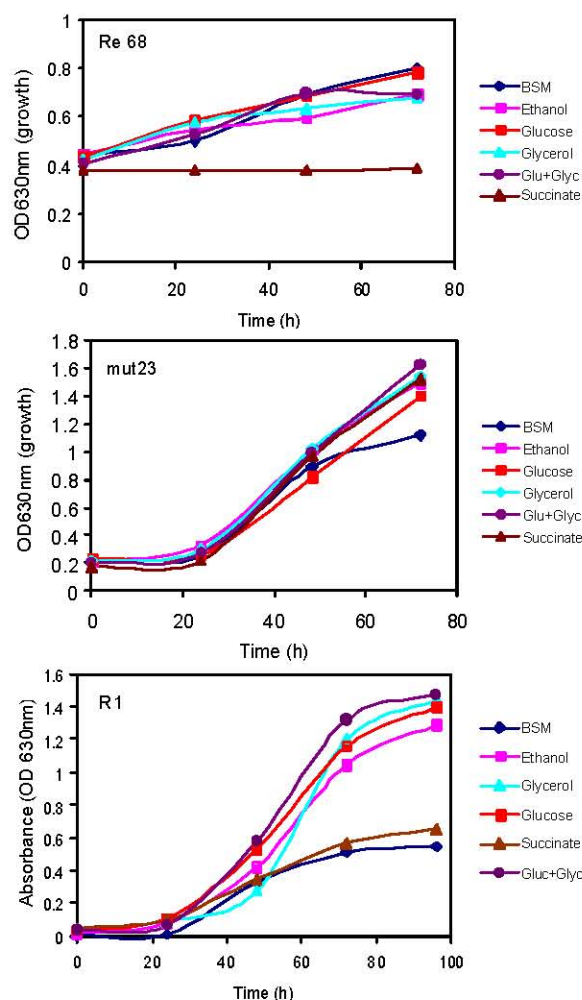 Re 68
OD630nm (growth)
1
0.8
0.6
0.4
0.2
0
0 20 40 60 80
Time (h)
BSM
Ethanol
Glucose
Glycerol
Glu+Glyc
Succinate
mut23
OD630nm (growth)
1.8
1.6
1.4
1.2
1
0.8
0.6
0.4
0.2
0
0 20 40 60 80
Time (h)
BSM
Ethanol
Glucose
Glycerol
Glu+Glyc
Succinate
R1
Absorbance (OD 630nm)
1.6
1.4
1.2
1
0.8
0.6
0.4
0.2
0
0 20 40 60 80 100
Time (h)
BSM
Ethanol
Glycerol
Glucose
Succinate
Gluc+Glyc